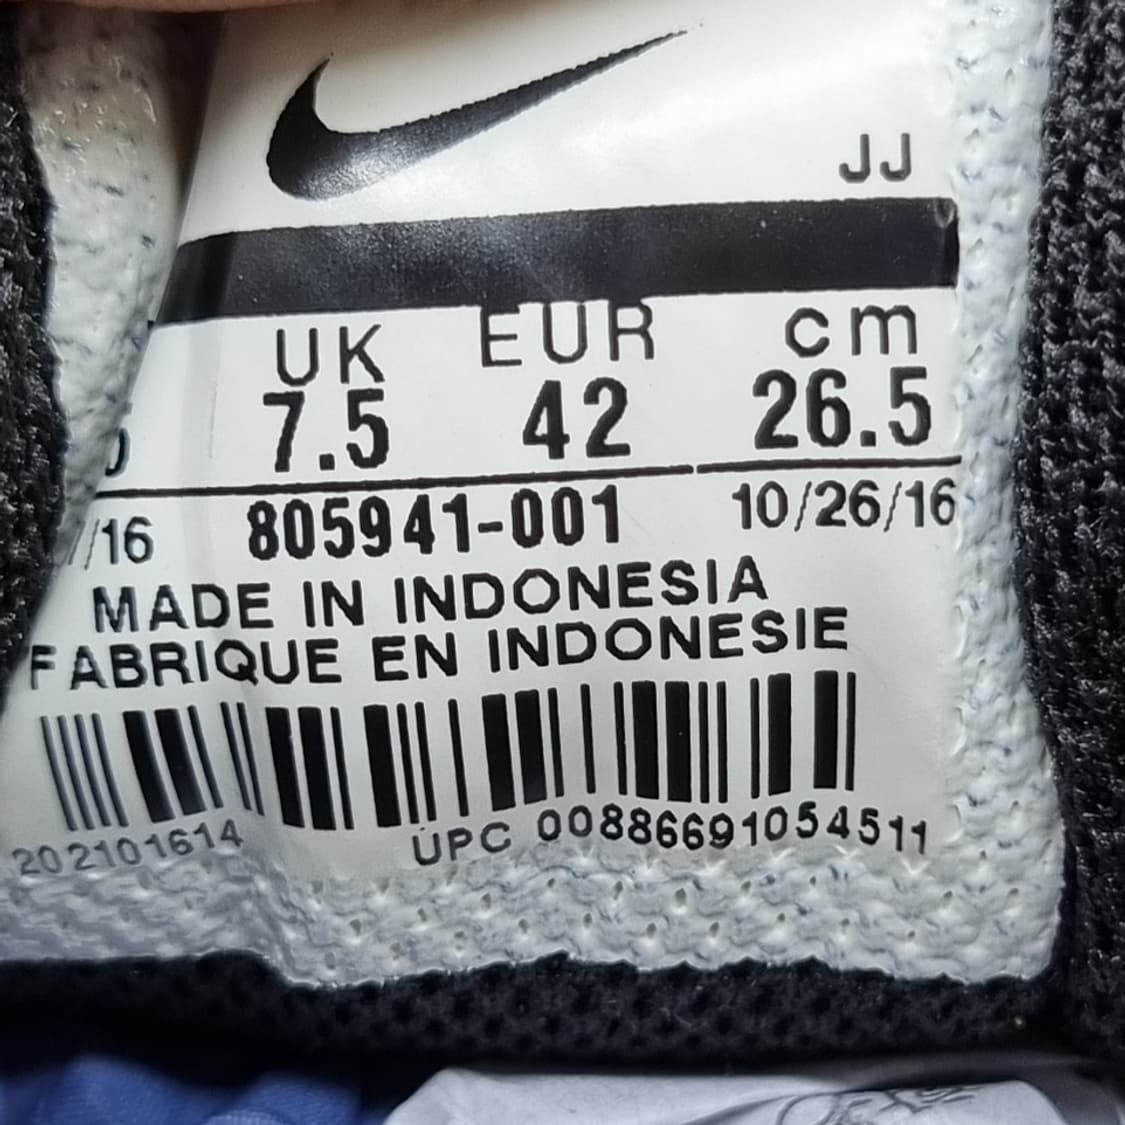 JJ
UK EUR cm
7.5 42 26.5
/16 805941-001 10/26/16
MADE IN INDONESIA
FABRIQUE EN INDONESIE
202101614 UPC 00886691054511